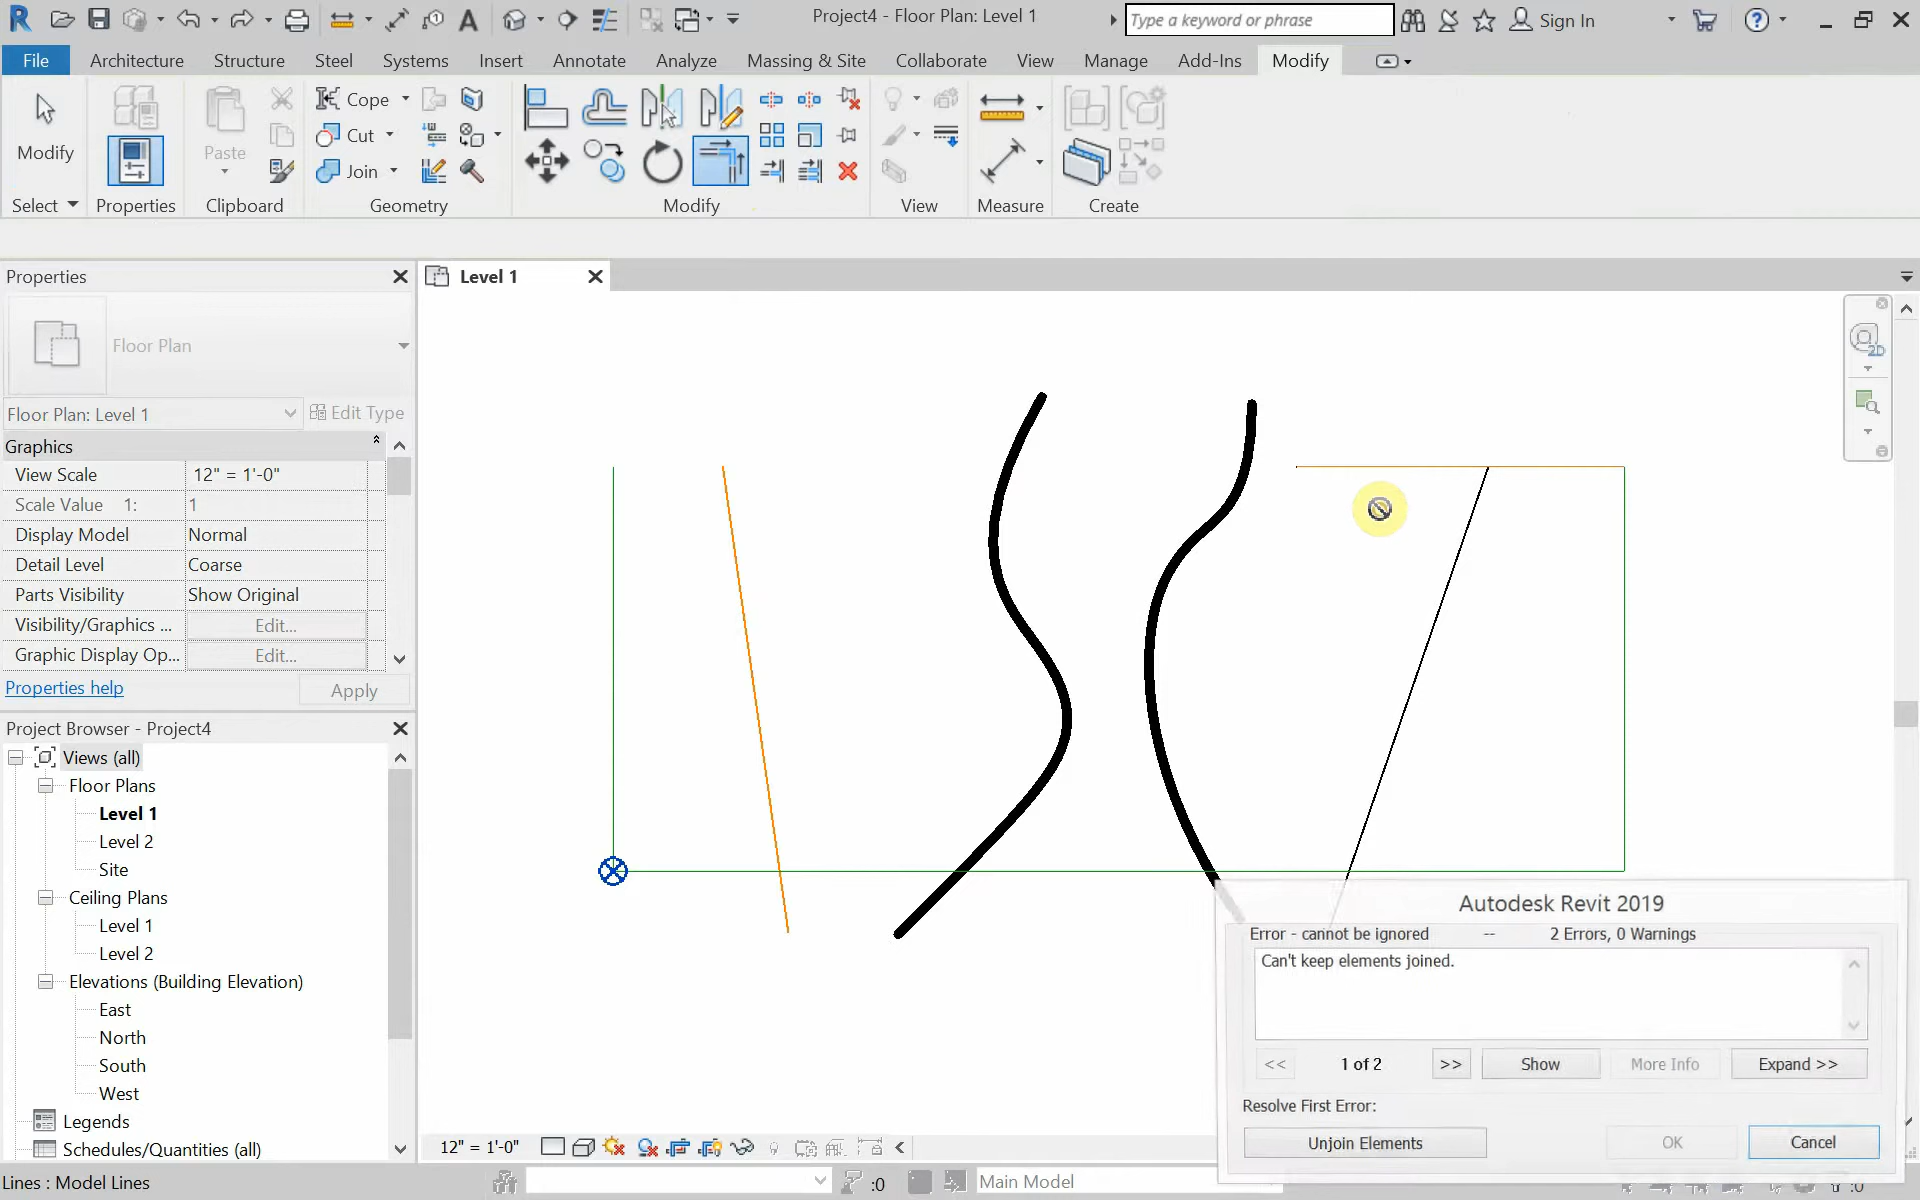 Project4 - Floor Plan: Level 1
Type a keyword or phrase
Sign In
File Architecture Structure Steel Systems Insert Annotate Analyze Massing & Site Collaborate View Manage Add-Ins Modify
Modify
Paste
Cope
Cut
Join
Select Properties Clipboard Geometry Modify View Measure Create
Properties
Floor Plan
Floor Plan: Level 1 Edit Type
Graphics
View Scale 12" = 1'-0"
Scale Value 1: 1
Display Model Normal
Detail Level Coarse
Parts Visibility Show Original
Visibility/Graphics ... Edit...
Graphic Display Op... Edit...
Properties help Apply
Project Browser - Project4
Views (all)
Floor Plans
Level 1
Level 2
Site
Ceiling Plans
Level 1
Level 2
Elevations (Building Elevation)
East
North
South
West
Legends
Schedules/Quantities (all)
Level 1
2D
Autodesk Revit 2019
Error - cannot be ignored -- 2 Errors, 0 Warnings
Can't keep elements joined.
<< 1 of 2 >> Show More Info Expand >>
Resolve First Error:
Unjoin Elements OK Cancel
12" = 1'-0"
Lines : Model Lines :0 Main Model :0